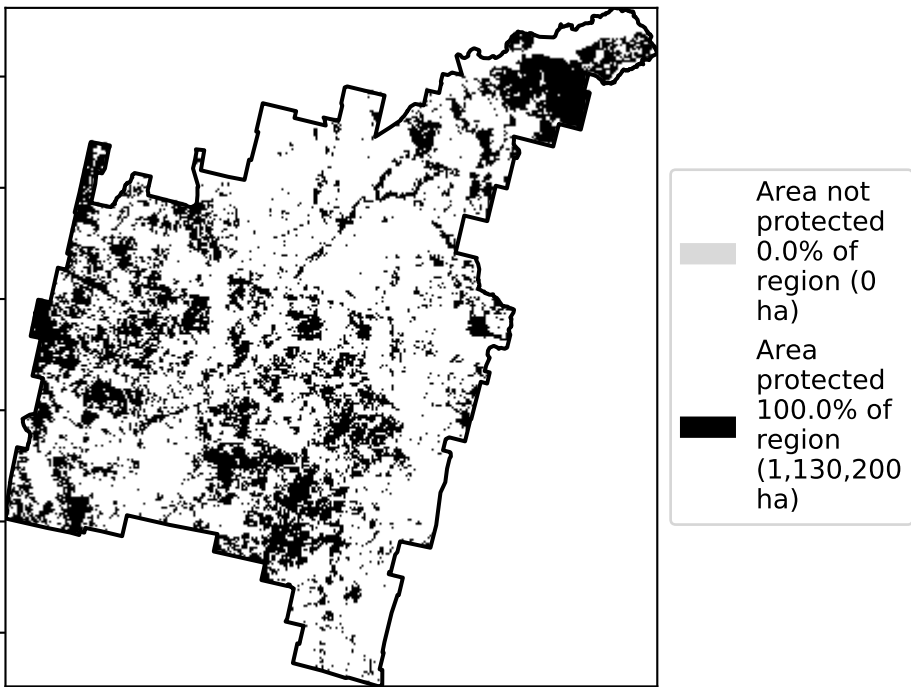 Area not
protected
0.0% of
region (0
ha)
Area
protected
100.0% of
region
(1,130,200
ha)